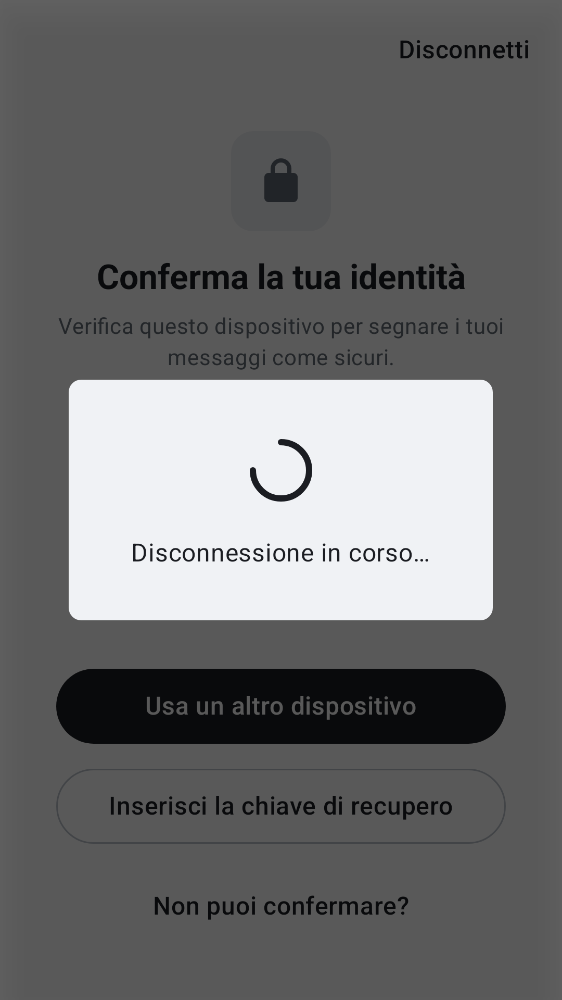 Disconnetti
Conferma la tua identità
Verifica questo dispositivo per segnare i tuoi
messaggi come sicuri.
Disconnessione in corso...
Usa un altro dispositivo
Inserisci la chiave di recupero
Non puoi confermare?